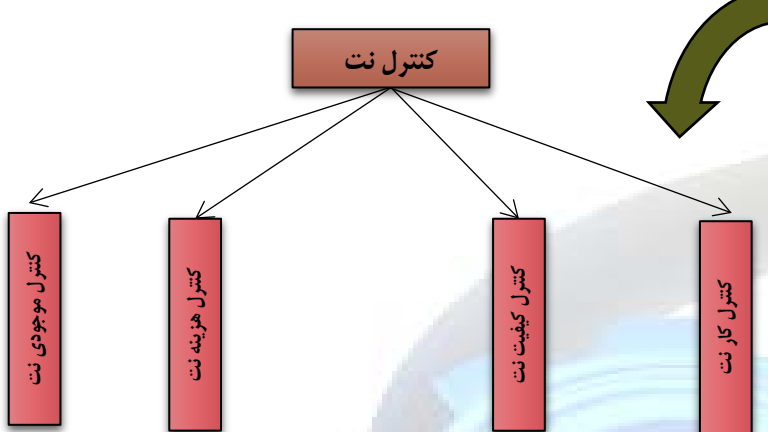 کنترل نت
کنترل کار نت
کنترل کیفیت نت
کنترل هزینه نت
کنترل موجودی نت